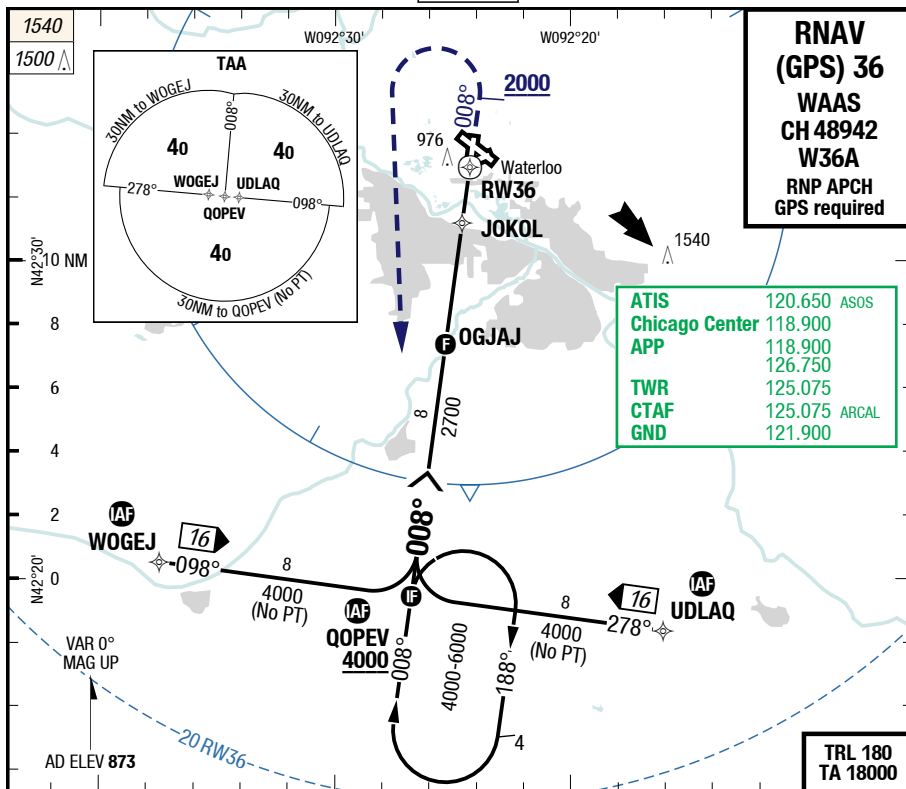 1540
1500
W092°30'
W092°20'
RNAV
(GPS) 36
WAAS
CH 48942
W36A
RNP APCH
GPS required
TAA
30NM to WOGEJ
30NM to UDLAQ
008°
40
40
WOGEJ
UDLAQ
278°
098°
QOPEV
40
30NM to QOPEV (No PT)
008°
2000
976
Waterloo
RW36
JOKOL
1540
N42°30'
10 NM
ATIS 120.650 ASOS
Chicago Center 118.900
APP 118.900
126.750
TWR 125.075
CTAF 125.075 ARCAL
GND 121.900
8
F OGJAJ
6
8
2700
4
2
IAF
WOGEJ
16
098°
8
4000
(No PT)
008°
N42°20'
0
IF
IAF
QOPEV
4000
008°
4000-6000
188°
4
8
4000
(No PT)
16
278°
IAF
UDLAQ
VAR 0°
MAG UP
AD ELEV 873
20 RW36
TRL 180
TA 18000